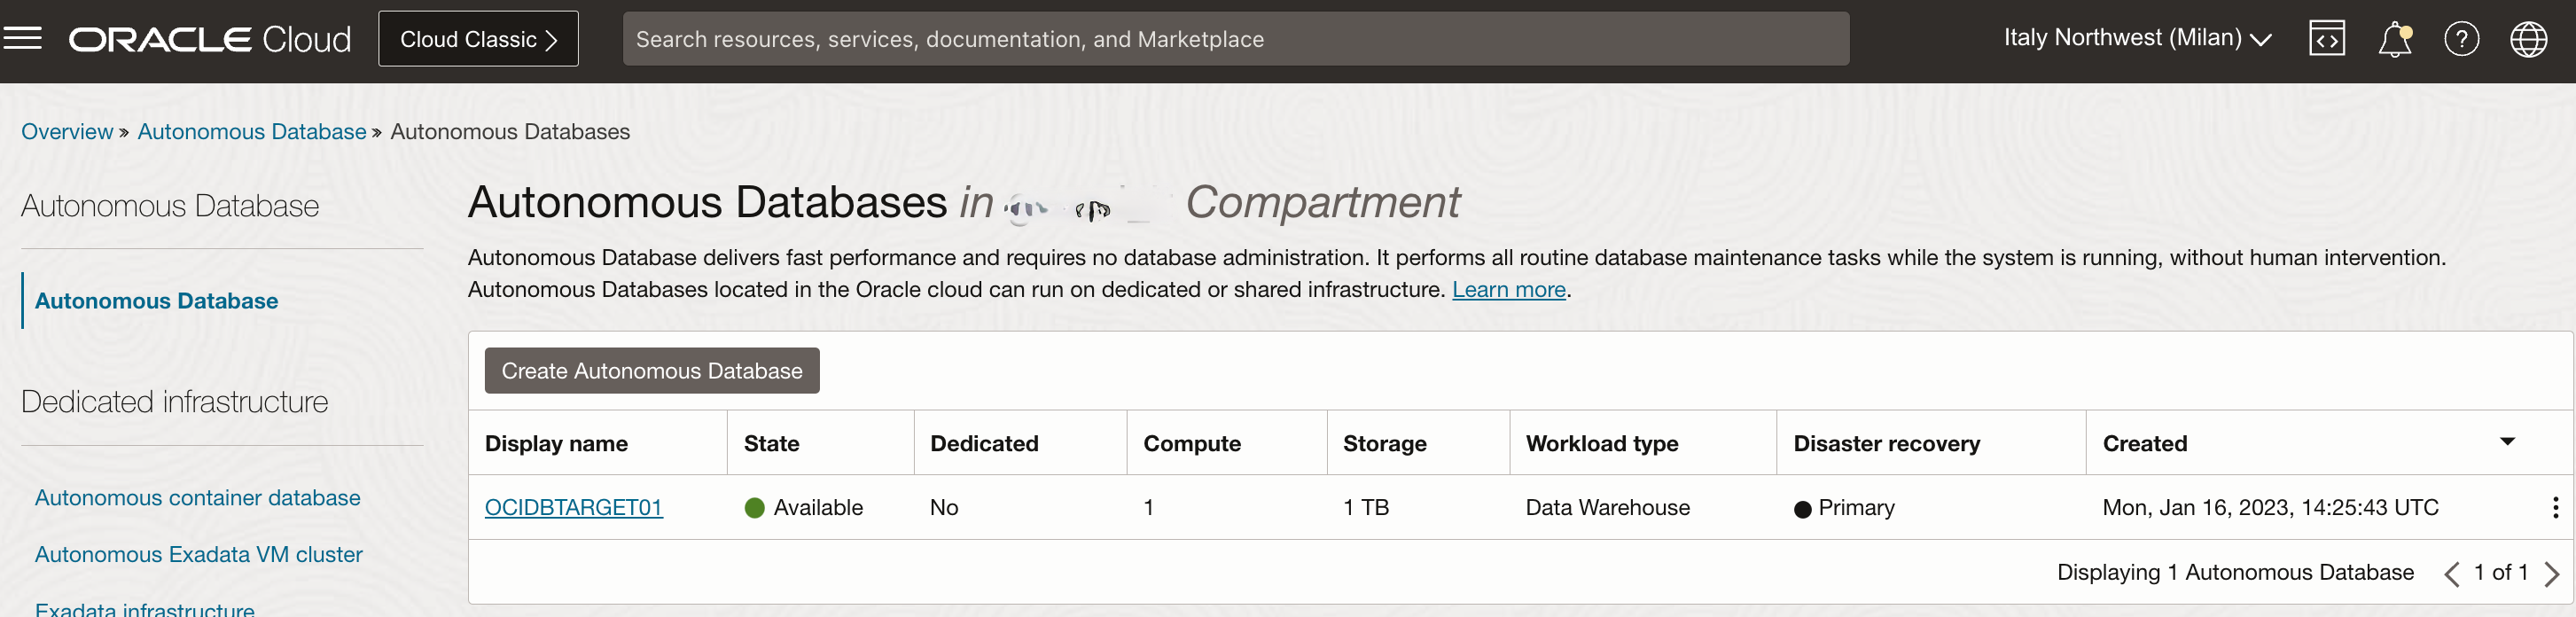 ORACLE Cloud
Cloud Classic
Search resources, services, documentation, and Marketplace
Italy Northwest (Milan)
Overview » Autonomous Database » Autonomous Databases
Autonomous Database
Autonomous Database
Dedicated infrastructure
Autonomous container database
Autonomous Exadata VM cluster
Exadata infrastructure
Autonomous Databases in Compartment
Autonomous Database delivers fast performance and requires no database administration. It performs all routine database maintenance tasks while the system is running, without human intervention.
Autonomous Databases located in the Oracle cloud can run on dedicated or shared infrastructure. Learn more.
Create Autonomous Database
Display name State Dedicated Compute Storage Workload type Disaster recovery Created
OCIDBTARGET01 Available No 1 1 TB Data Warehouse Primary Mon, Jan 16, 2023, 14:25:43 UTC
Displaying 1 Autonomous Database 1 of 1